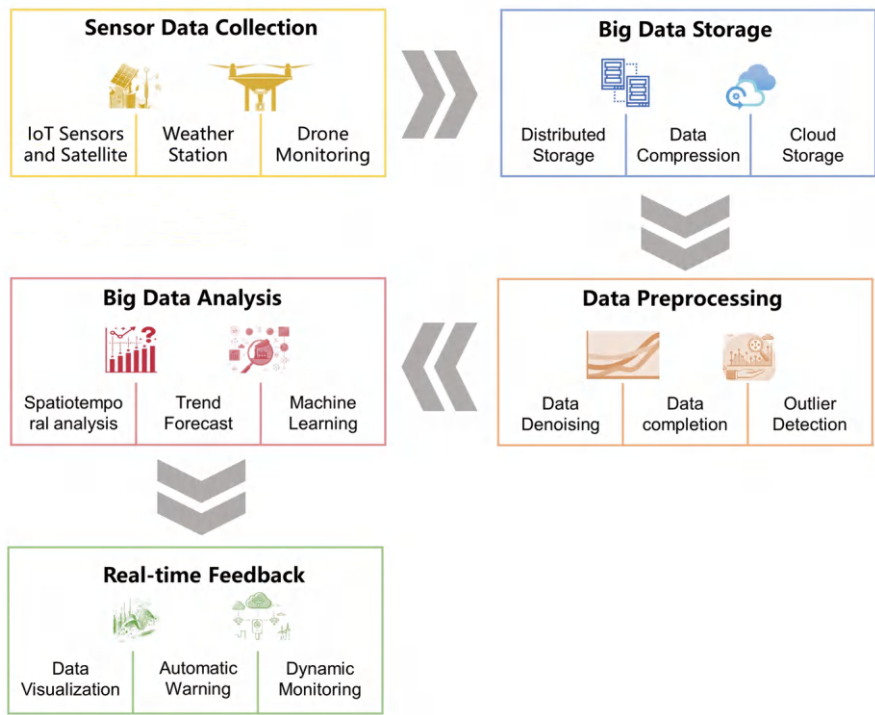 Sensor Data Collection
IoT Sensors
and Satellite
Weather
Station
Drone
Monitoring
Big Data Storage
Distributed
Storage
Data
Compression
Cloud
Storage
Big Data Analysis
Spatiotempo
ral analysis
Trend
Forecast
Machine
Learning
Data Preprocessing
Data
Denoising
Data
completion
Outlier
Detection
Real-time Feedback
Data
Visualization
Automatic
Warning
Dynamic
Monitoring